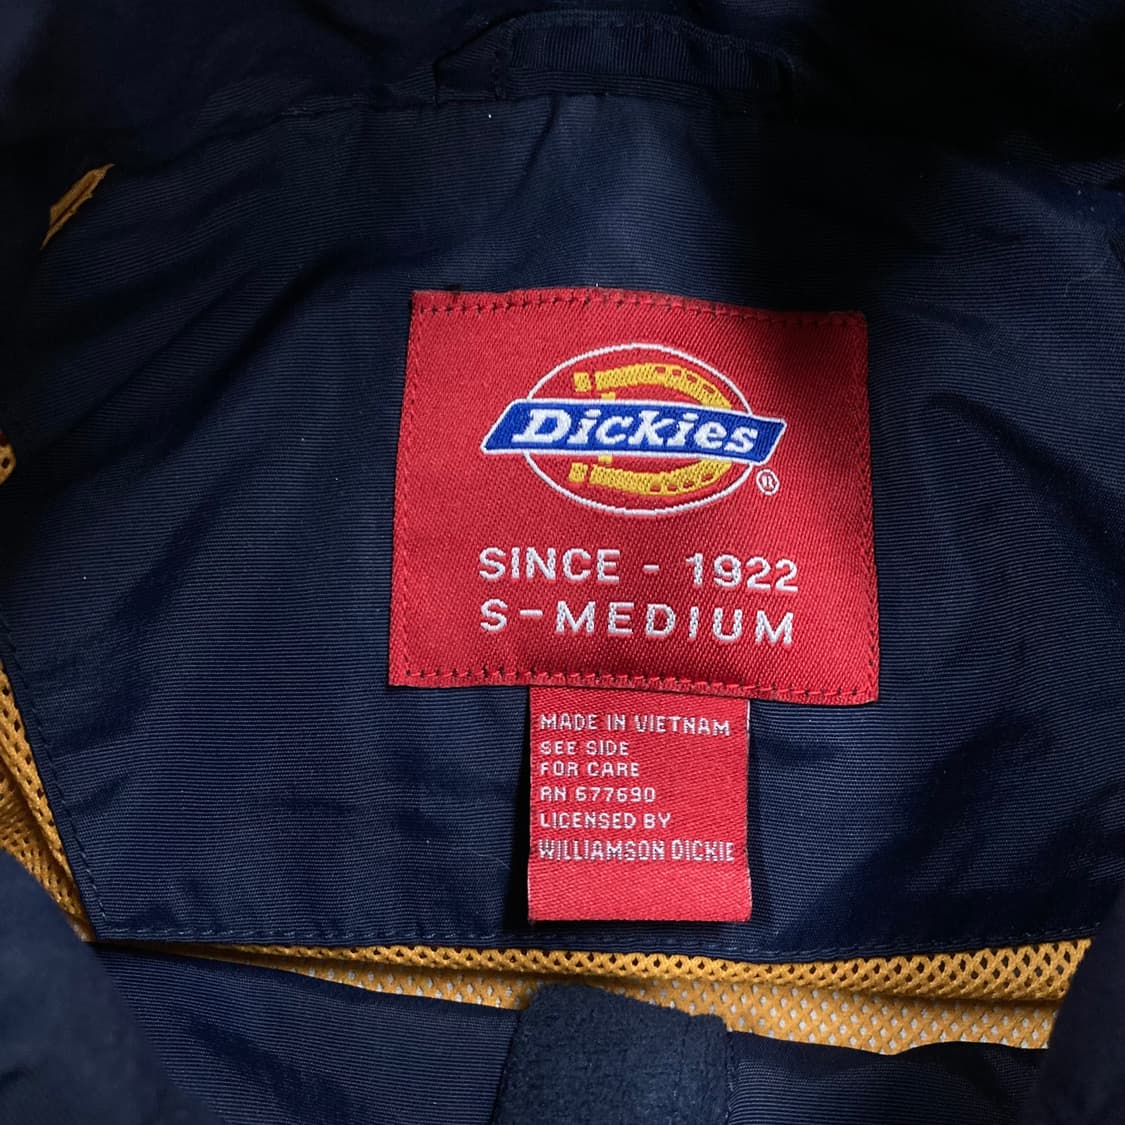 Dickies®
SINCE - 1922
S-MEDIUM
MADE IN VIETNAM
SEE SIDE
FOR CARE
RN 677690
LICENSED BY
WILLIAMSON DICKIE